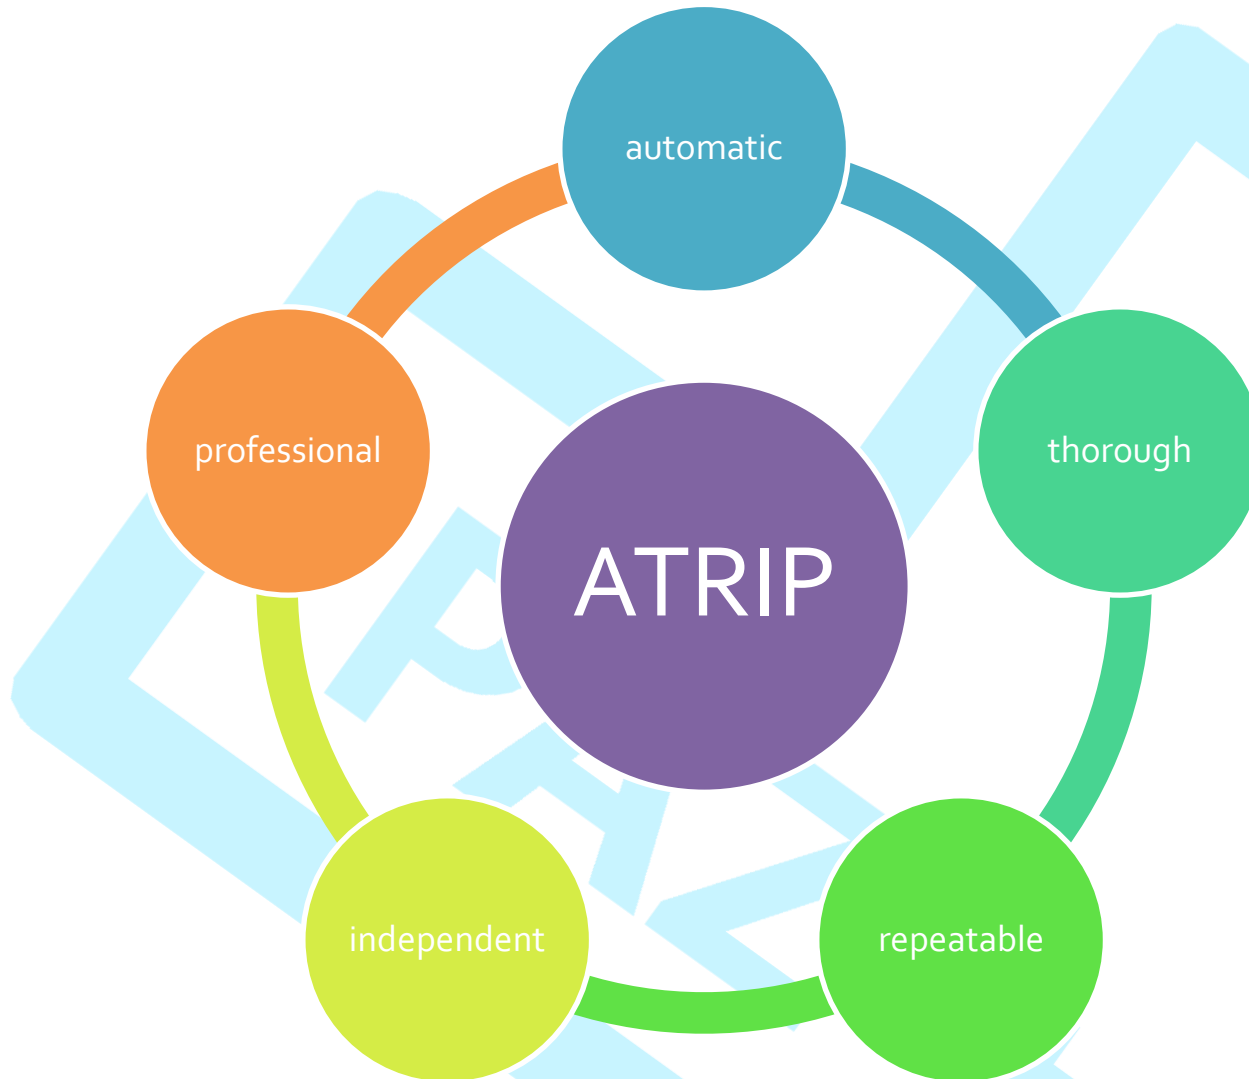 automatic
thorough
repeatable
independent
professional
ATRIP